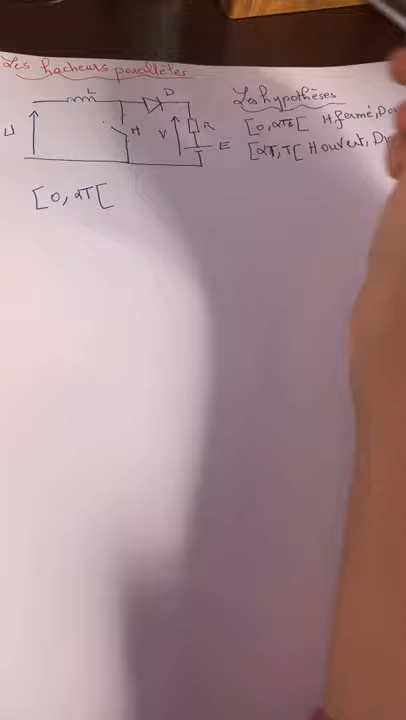 Les hacheurs parallèles
L
D
Les hypothèses
U
H
V
R
E
[0, αT[ H fermé,
[αT, T[ H ouvert,
[0, αT[